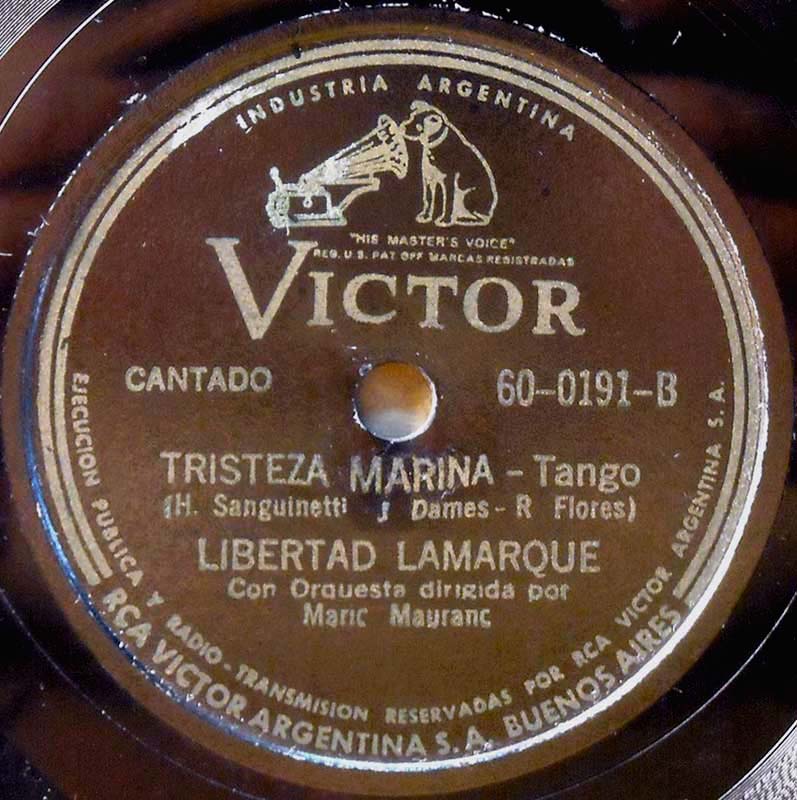 INDUSTRIA ARGENTINA
"HIS MASTER'S VOICE"
REG. U.S. PAT OFF MARCAS REGISTRADAS
VICTOR
CANTADO
60-0191-B
TRISTEZA MARINA - Tango
(H. Sanguinetti J Dames - R Flores)
LIBERTAD LAMARQUE
Con Orquesta dirigida por
Maric Mauranc
EJECUCION PUBLICA Y RADIO-TRANSMISION RESERVADAS POR RCA VICTOR ARGENTINA S.A.
RCA VICTOR ARGENTINA S.A. BUENOS AIRES